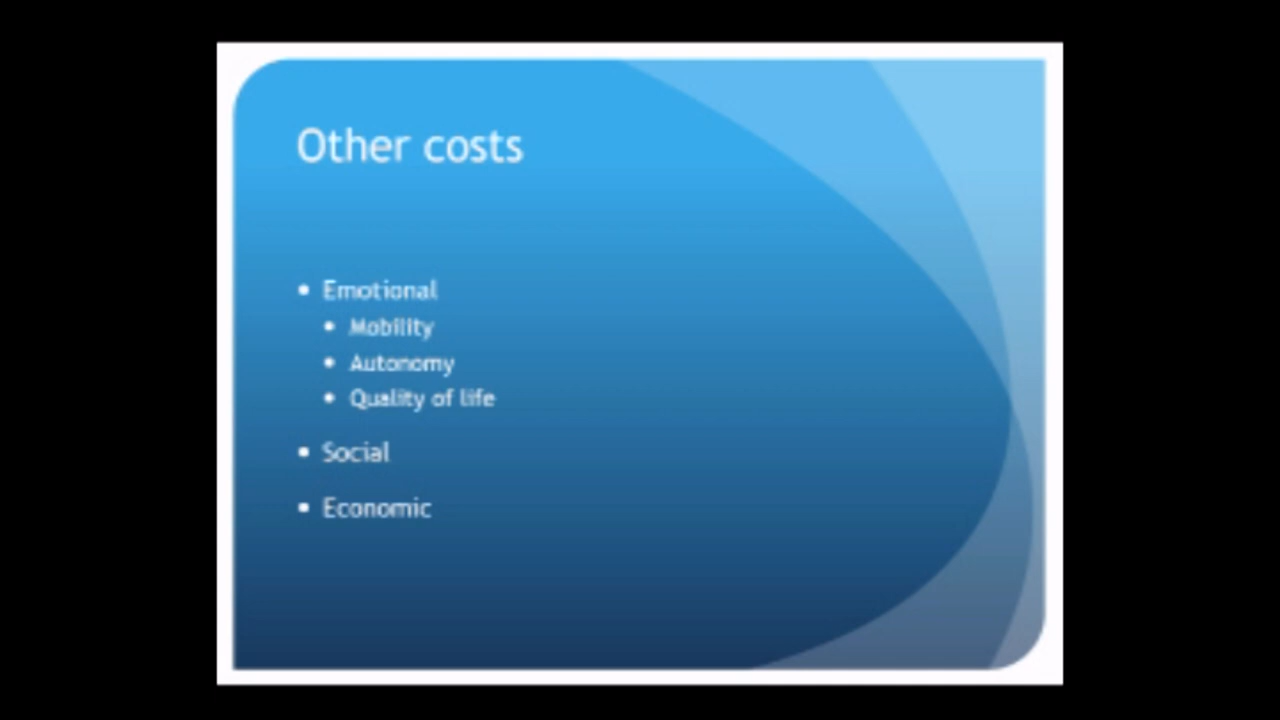 Other costs
• Emotional
• Mobility
• Autonomy
• Quality of life
• Social
• Economic